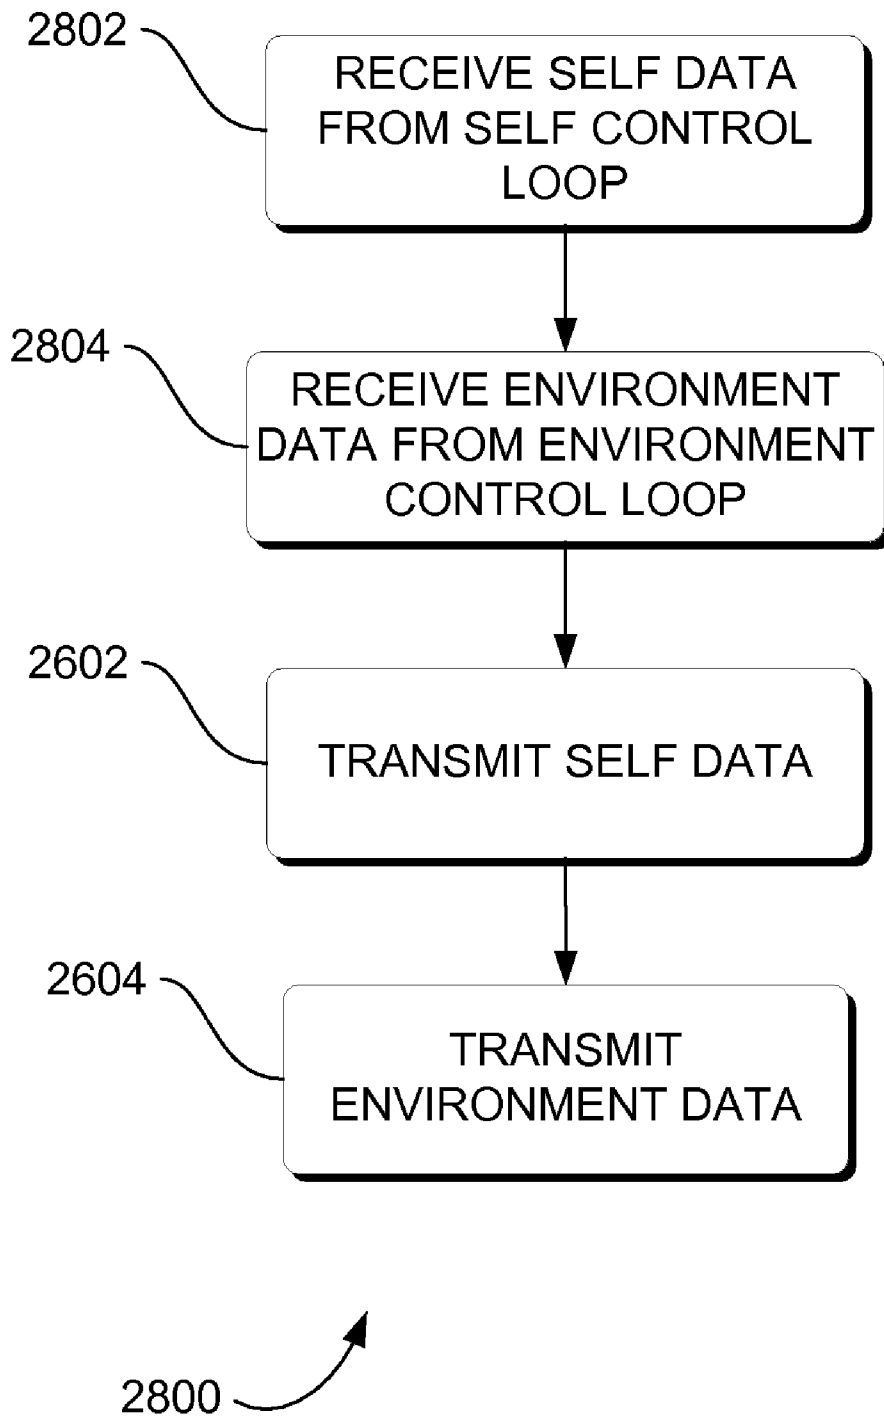 2802
RECEIVE SELF DATA
FROM SELF CONTROL
LOOP
2804
RECEIVE ENVIRONMENT
DATA FROM ENVIRONMENT
CONTROL LOOP
2602
TRANSMIT SELF DATA
2604
TRANSMIT
ENVIRONMENT DATA
2800